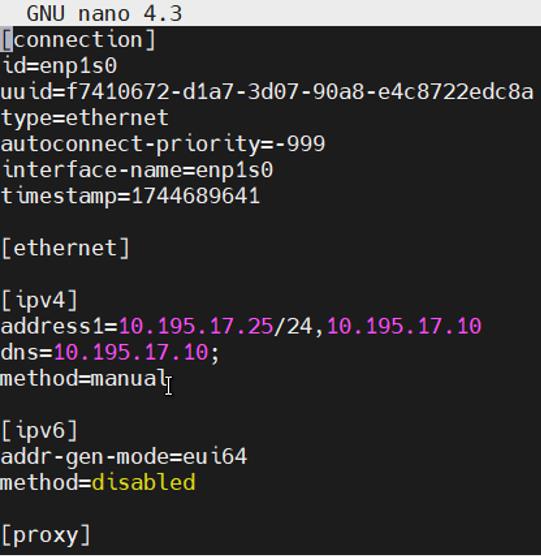 GNU nano 4.3
[connection]
id=enp1s0
uuid=f7410672-d1a7-3d07-90a8-e4c8722edc8a
type=ethernet
autoconnect-priority=-999
interface-name=enp1s0
timestamp=1744689641
[ethernet]
[ipv4]
address1=10.195.17.25/24,10.195.17.10
dns=10.195.17.10;
method=manual
[ipv6]
addr-gen-mode=eui64
method=disabled
[proxy]